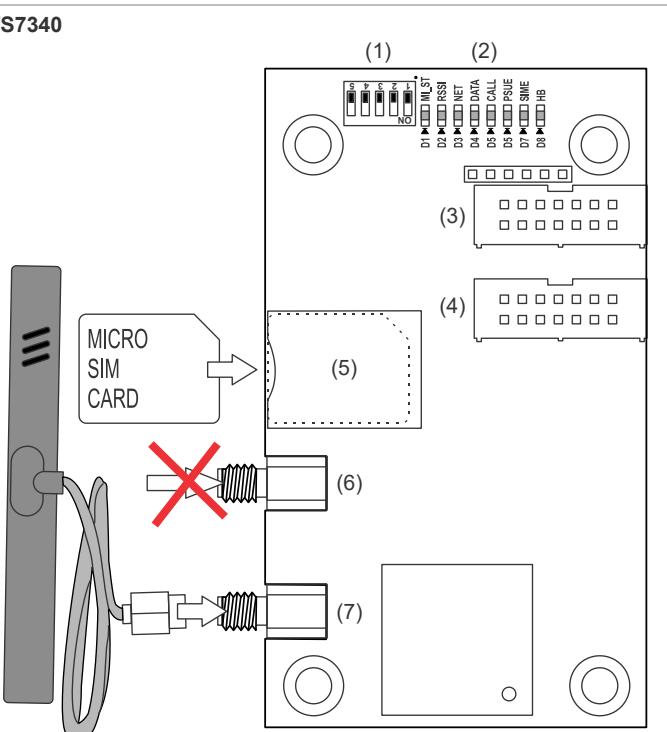 S7340
(1)
(2)
5 4 3 2 1
ON
MI_ST RSSI NET DATA CALL PSUE SIME HB
D1 D2 D3 D4 D5 D5 D7 D8
(3)
(4)
MICRO
SIM
CARD
(5)
(6)
(7)